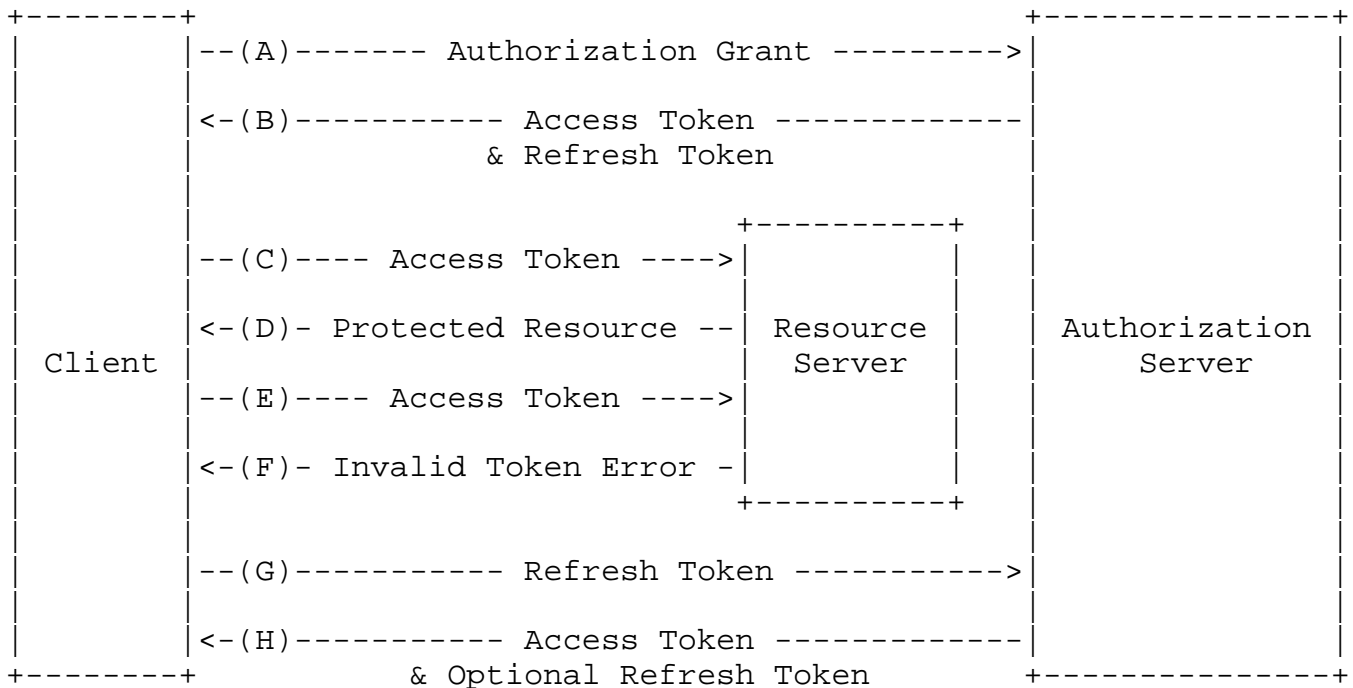 +--------+                                           +---------------+
|        |--(A)------- Authorization Grant --------->|               |
|        |                                           |               |
|        |<-(B)----------- Access Token -------------|               |
|        |               & Refresh Token             |               |
|        |                                           |               |
|        |                            +----------+   |               |
|        |--(C)---- Access Token ---->|          |   |               |
|        |                            |          |   |               |
|        |<-(D)- Protected Resource --| Resource |   | Authorization |
| Client |                            |  Server  |   |     Server    |
|        |--(E)---- Access Token ---->|          |   |               |
|        |                            |          |   |               |
|        |<-(F)- Invalid Token Error -|          |   |               |
|        |                            +----------+   |               |
|        |                                           |               |
|        |--(G)----------- Refresh Token ----------->|               |
|        |                                           |               |
|        |<-(H)----------- Access Token -------------|               |
+--------+           & Optional Refresh Token        +---------------+